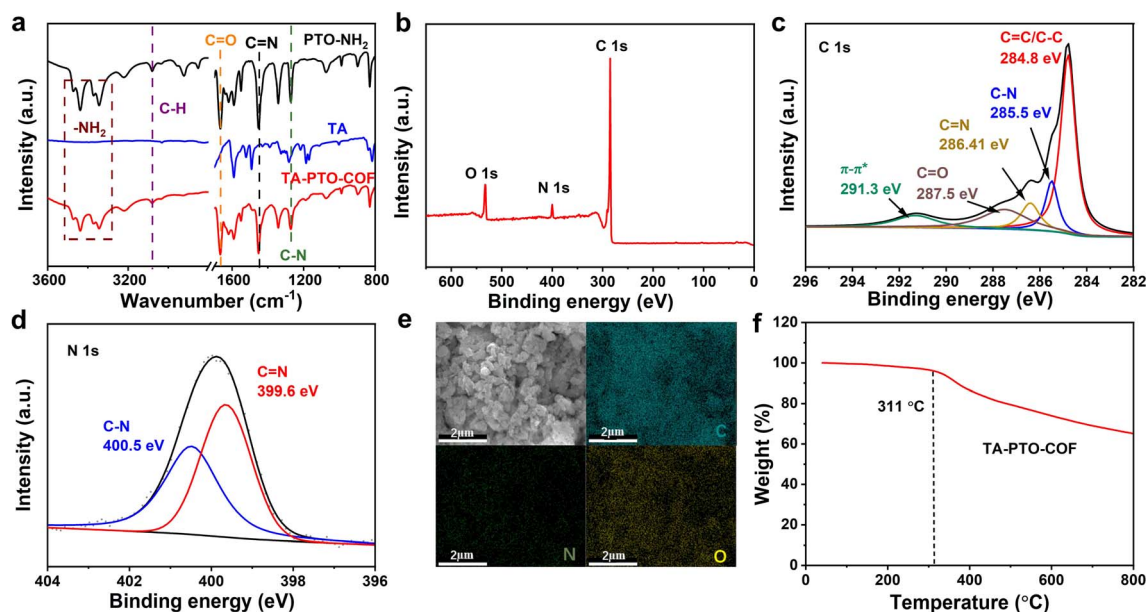 a
C=O
C=N
PTO-NH₂
C-H
-NH₂
TA
TA-PTO-COF
C-N
Intensity (a.u.)
3600 3200 1600 1200 800
Wavenumber (cm⁻¹)
b
C 1s
O 1s
N 1s
Intensity (a.u.)
600 500 400 300 200 100 0
Binding energy (eV)
c
C 1s
C=C/C-C
284.8 eV
C-N
285.5 eV
C=N
286.41 eV
C=O
287.5 eV
π-π*
291.3 eV
Intensity (a.u.)
296 294 292 290 288 286 284 282
Binding energy (eV)
d
N 1s
C=N
399.6 eV
C-N
400.5 eV
Intensity (a.u.)
404 402 400 398 396
Binding energy (eV)
e
2μm
2μm
C
2μm
N
2μm
O
f
120
100
80
60
40
20
0
Weight (%)
311 °C
TA-PTO-COF
0 200 400 600 800
Temperature (°C)